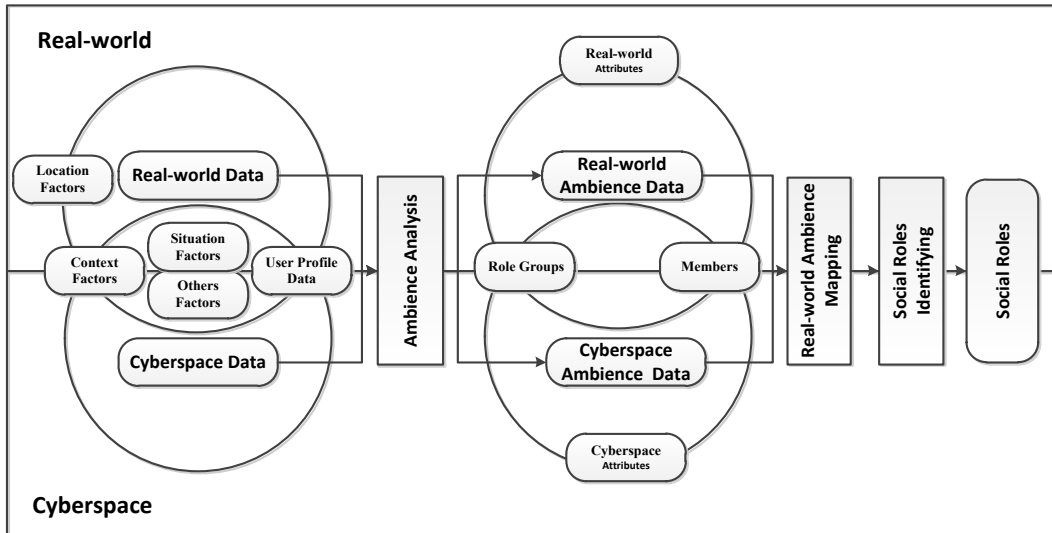 Real-world
Location
Factors
Real-world Data
Context
Factors
Situation
Factors
Others
Factors
User Profile
Data
Cyberspace Data
Ambience Analysis
Real-world
Attributes
Real-world
Ambience Data
Role Groups
Members
Cyberspace
Ambience Data
Cyberspace
Attributes
Real-world Ambience
Mapping
Social Roles
Identifying
Social Roles
Cyberspace